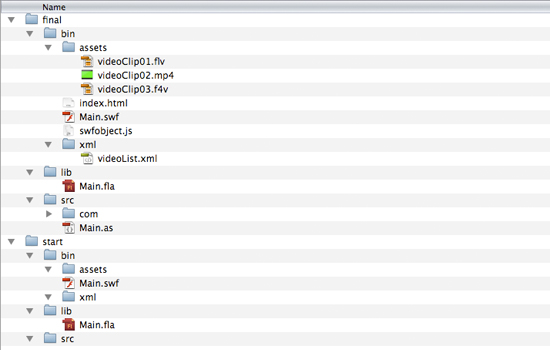 Name
final
bin
assets
videoClip01.flv
videoClip02.mp4
videoClip03.f4v
index.html
Main.swf
swfobject.js
xml
videoList.xml
lib
Main.fla
src
com
Main.as
start
bin
assets
Main.swf
xml
lib
Main.fla
src